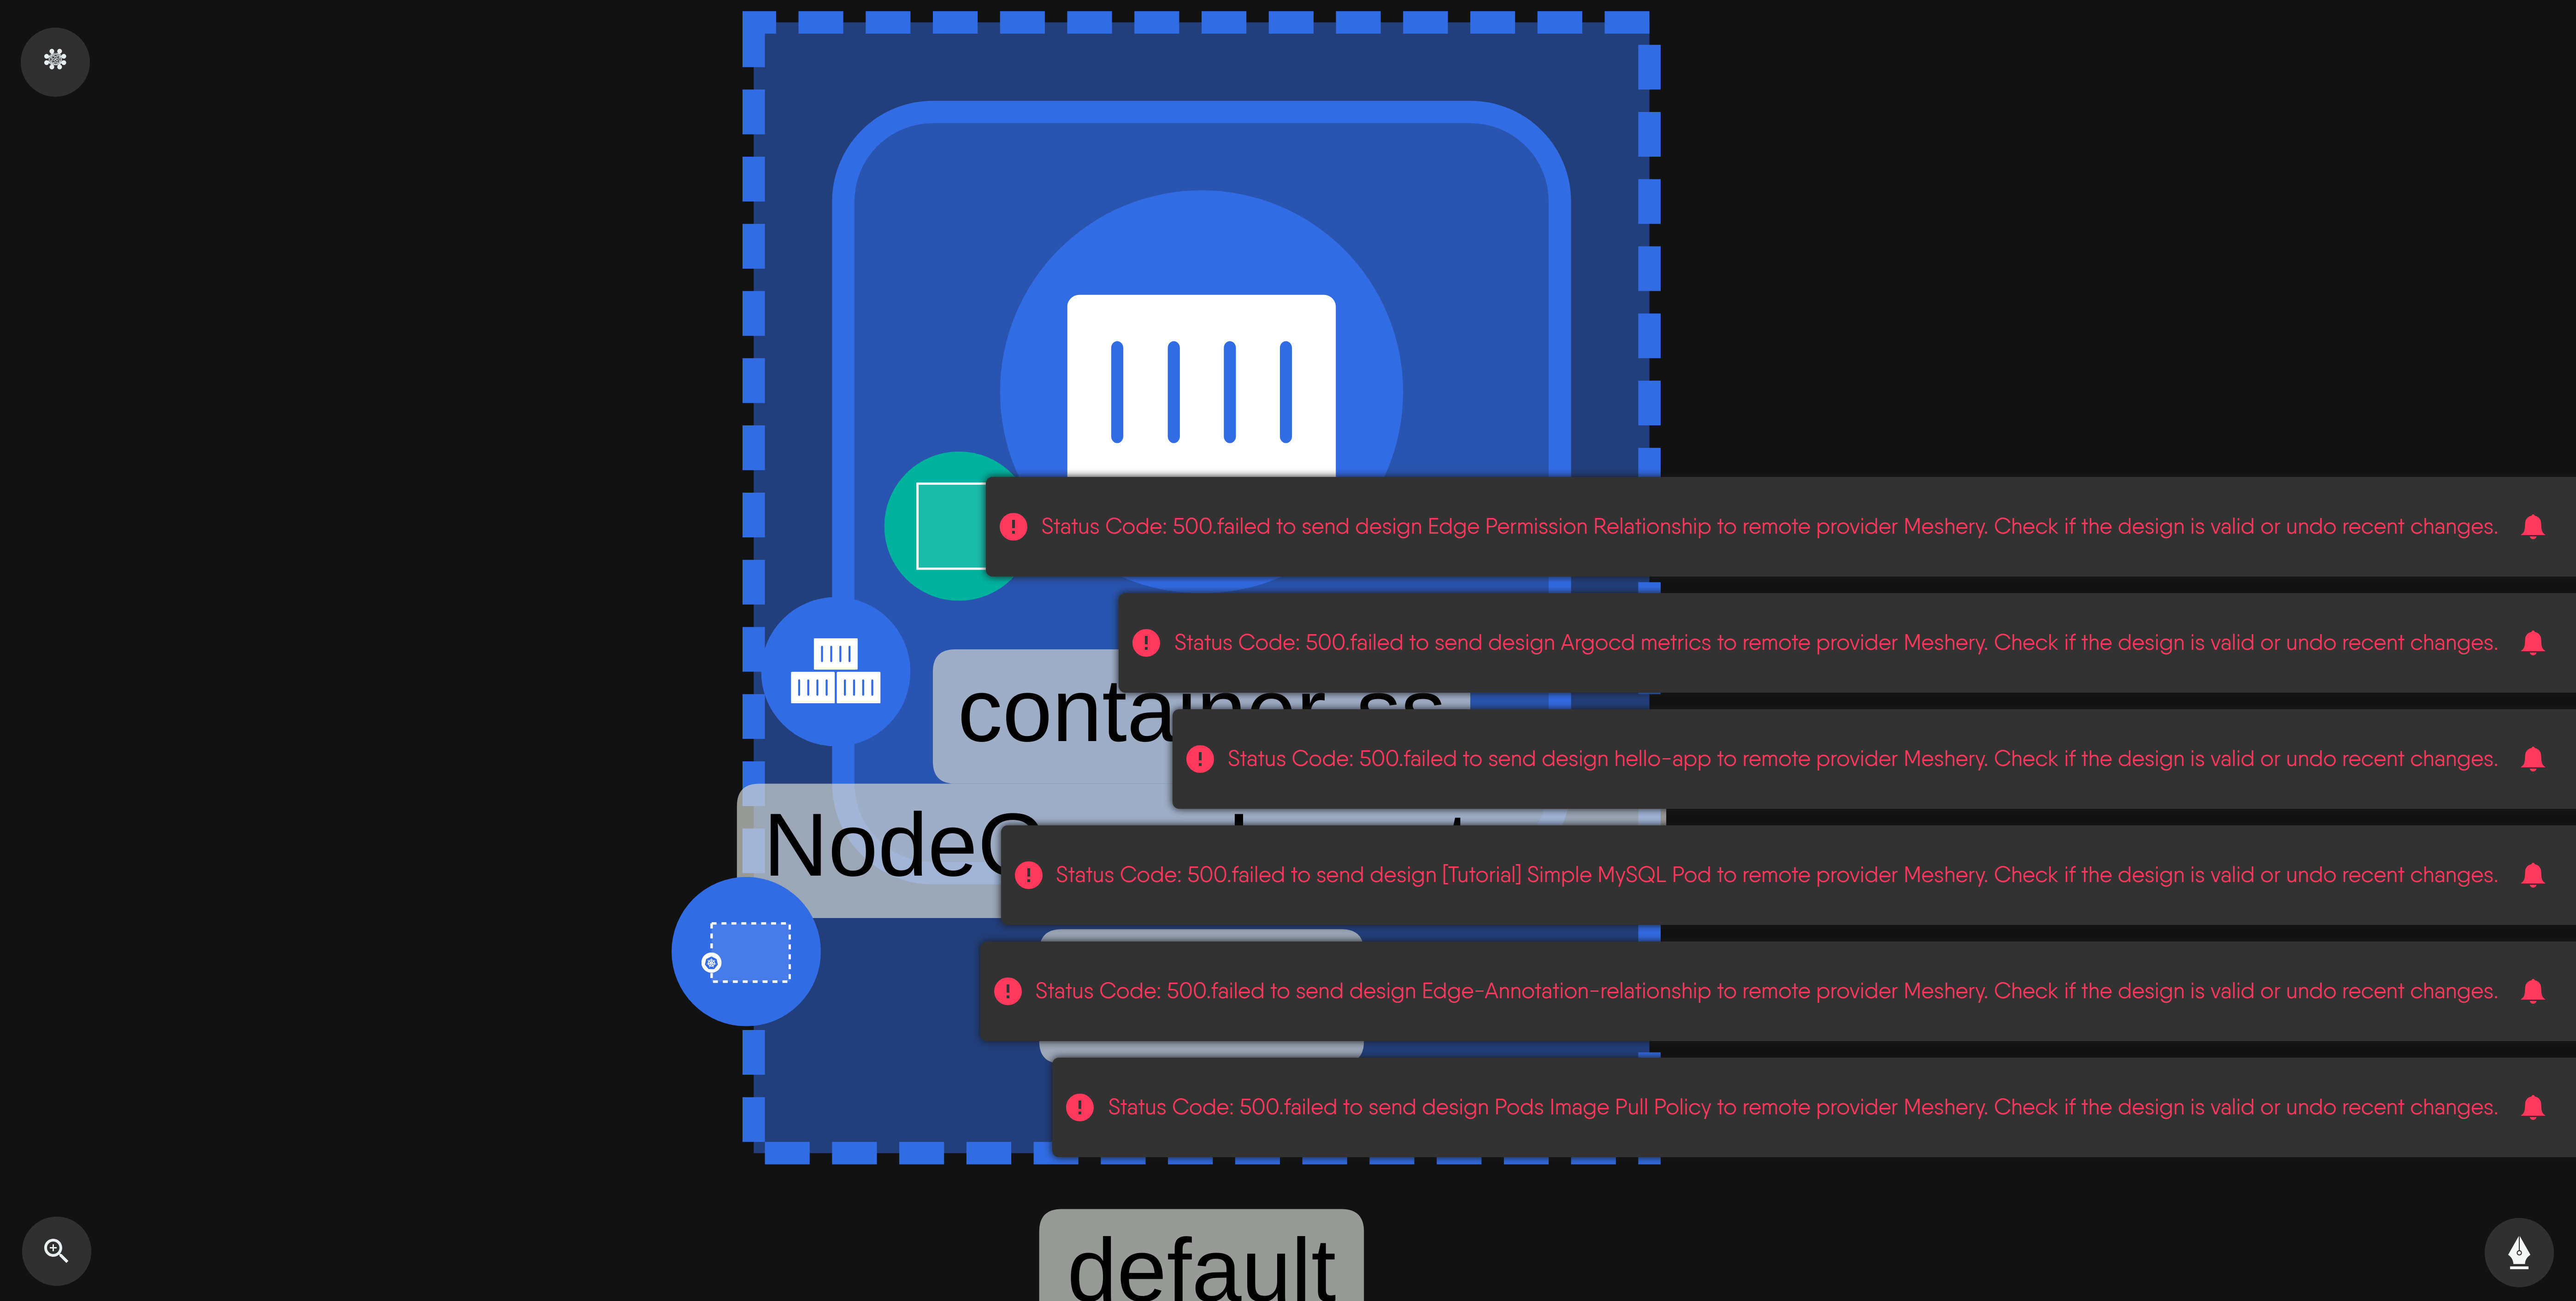 Status Code: 500.failed to send design Edge Permission Relationship to remote provider Meshery. Check if the design is valid or undo recent changes.
Status Code: 500.failed to send design Argocd metrics to remote provider Meshery. Check if the design is valid or undo recent changes.
container-ss
Status Code: 500.failed to send design hello-app to remote provider Meshery. Check if the design is valid or undo recent changes.
Status Code: 500.failed to send design [Tutorial] Simple MySQL Pod to remote provider Meshery. Check if the design is valid or undo recent changes.
Status Code: 500.failed to send design Edge-Annotation-relationship to remote provider Meshery. Check if the design is valid or undo recent changes.
Status Code: 500.failed to send design Pods Image Pull Policy to remote provider Meshery. Check if the design is valid or undo recent changes.
default